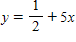 y = 1/2 + 5x